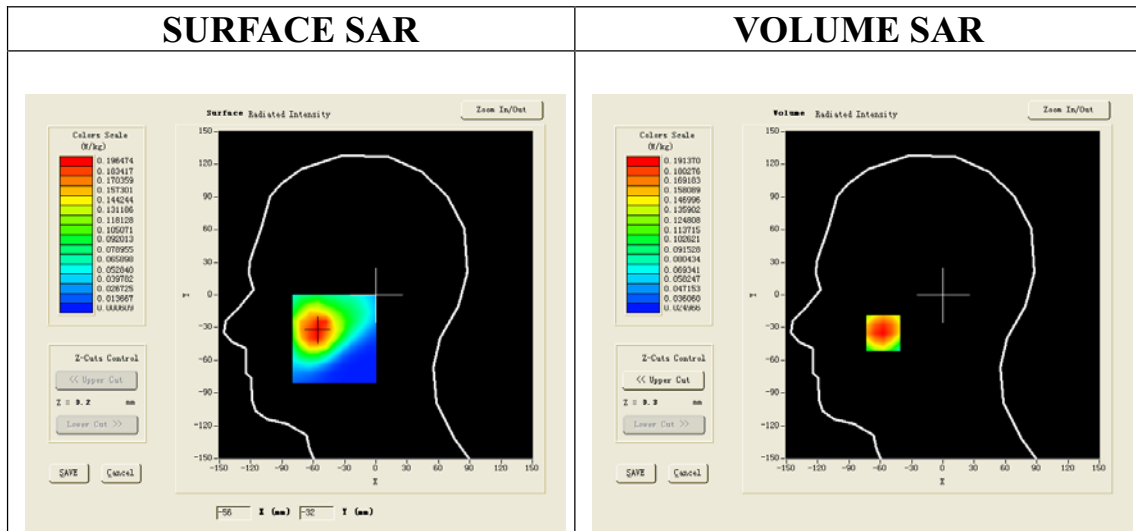 SURFACE SAR
VOLUME SAR
Surface Radiated Intensity
Zoom In/Out
Colors Scale
(W/kg)
0.196474
0.183417
0.170359
0.157301
0.144244
0.131186
0.118128
0.105071
0.092013
0.078955
0.065898
0.052840
0.039782
0.026725
0.013667
0.000609
150
120
90
60
30
0
-30
-60
-90
-120
-150
Y
-150 -120 -90 -60 -30 0 30 60 90 120 150
X
Z-Cuts Control
<< Upper Cut
Z = 0.2 mm
Lower Cut >>
SAVE Cancel
-56 X (mm) -32 Y (mm)
Volume Radiated Intensity
Zoom In/Out
Colors Scale
(W/kg)
0.191370
0.180276
0.169183
0.158089
0.146996
0.135902
0.124808
0.113715
0.102621
0.091528
0.080434
0.069341
0.058247
0.047153
0.036060
0.024966
150
120
90
60
30
0
-30
-60
-90
-120
-150
Y
-150 -120 -90 -60 -30 0 30 60 90 120 150
X
Z-Cuts Control
<< Upper Cut
Z = 0.3 mm
Lower Cut >>
SAVE Cancel